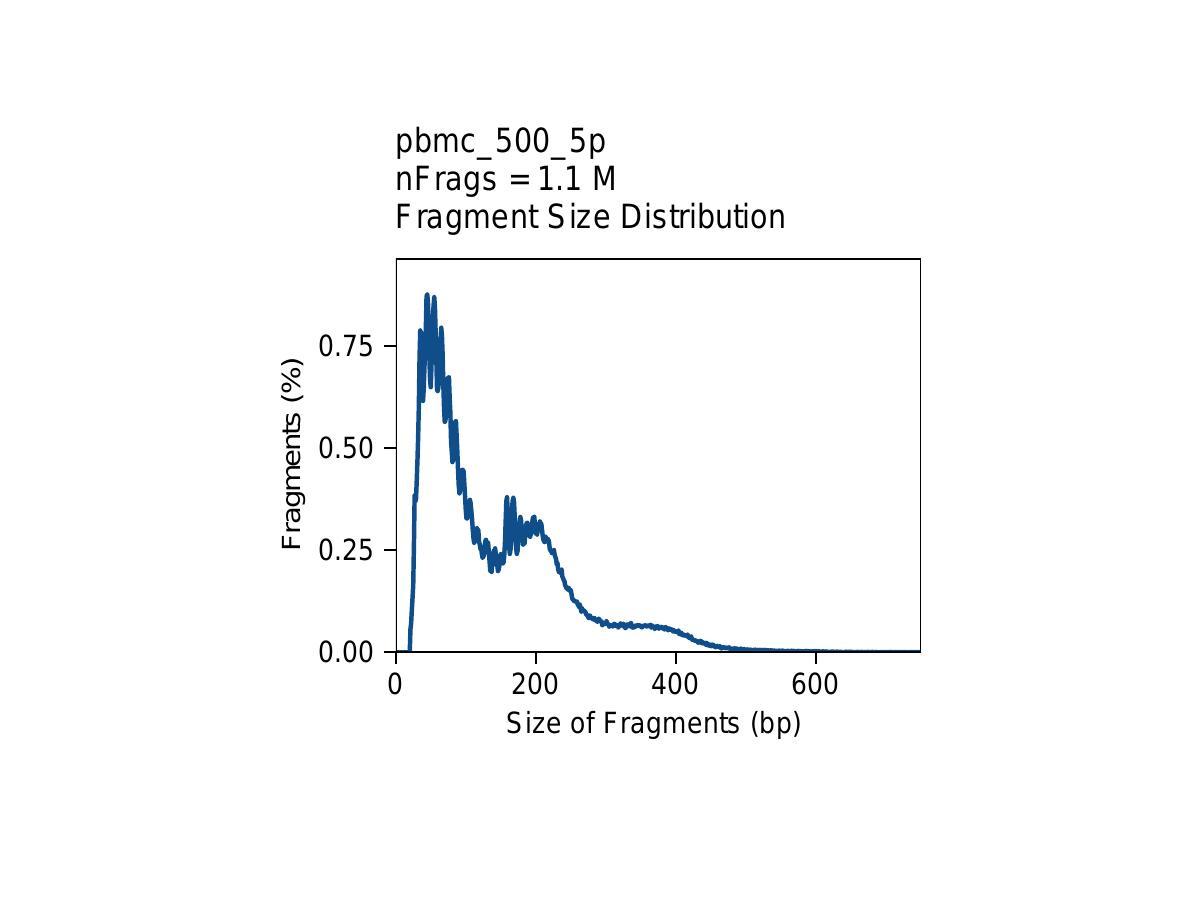 pbmc_500_5p
nFrags = 1.1 M
Fragment Size Distribution
Fragments (%)
0.75
0.50
0.25
0.00
0 200 400 600
Size of Fragments (bp)